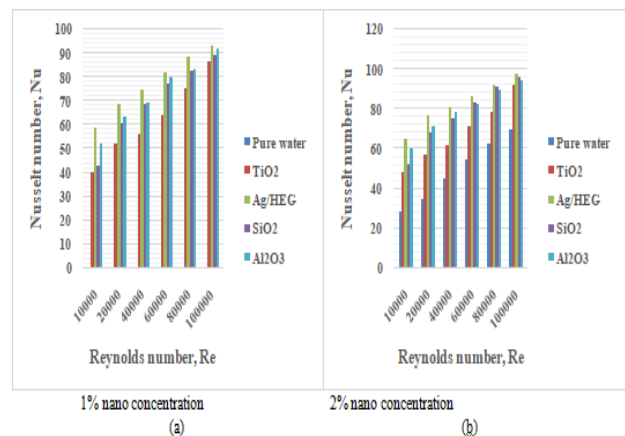 Nusselt number, Nu
100
90
80
70
60
50
40
30
20
10
0
10000
20000
40000
60000
80000
100000
Reynolds number, Re
Pure water
TiO2
Ag/HEG
SiO2
Al2O3
1% nano concentration
(a)
Nusselt number, Nu
120
100
80
60
40
20
0
10000
20000
40000
60000
80000
100000
Reynolds number, Re
Pure water
TiO2
Ag/HEG
SiO2
Al2O3
2% nano concentration
(b)